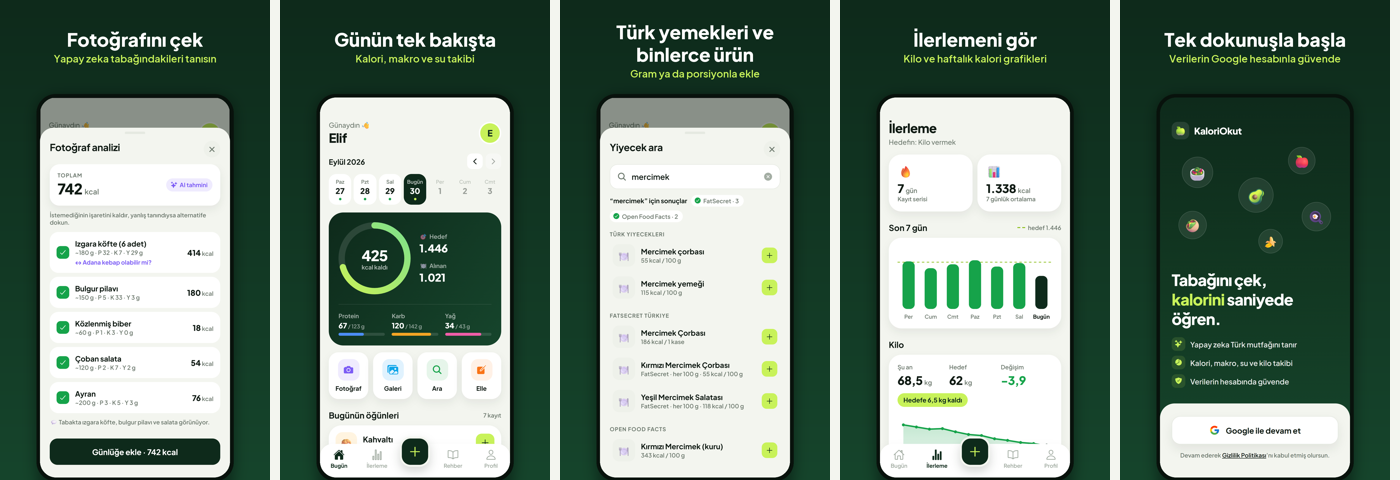 Fotoğrafını çek
Yapay zeka tabağındakileri tanısın
Günaydın
Fotoğraf analizi
TOPLAM
742 kcal
AI tahmini
İstemediğinin işaretini kaldır, yanlış tanındıysa alternatife
dokun.
Izgara köfte (6 adet)
~180 g · P 32 · K 7 · Y 29 g
↔ Adana kebap olabilir mi?
414 kcal
Bulgur pilavı
~150 g · P 5 · K 33 · Y 3 g
180 kcal
Közlenmiş biber
~60 g · P 1 · K 3 · Y 0 g
18 kcal
Çoban salata
~120 g · P 2 · K 7 · Y 2 g
54 kcal
Ayran
~200 g · P 3 · K 5 · Y 3 g
76 kcal
Tabakta ızgara köfte, bulgur pilavı ve salata görünüyor.
Günlüğe ekle · 742 kcal
Günün tek bakışta
Kalori, makro ve su takibi
Günaydın
Elif
E
Eylül 2026
Paz Pzt Sal Bugün Per Cum Cmt
27 28 29 30 1 2 3
425
kcal kaldı
Hedef
1.446
Alınan
1.021
Protein Karb Yağ
67 / 123 g 120 / 142 g 34 / 43 g
Fotoğraf Galeri Ara Elle
Bugünün öğünleri 7 kayıt
Kahvaltı
Bugün İlerleme Rehber Profil
Türk yemekleri ve
binlerce ürün
Gram ya da porsiyonla ekle
Günaydın
Yiyecek ara
mercimek
"mercimek" için sonuçlar FatSecret · 3
Open Food Facts · 2
TÜRK YİYECEKLERİ
Mercimek çorbası
55 kcal / 100 g
Mercimek yemeği
115 kcal / 100 g
FATSECRET TÜRKIYE
Mercimek Çorbası
186 kcal / 1 kase
Kırmızı Mercimek Çorbası
FatSecret · her 100 g · 55 kcal / 100 g
Yeşil Mercimek Salatası
FatSecret · her 100 g · 118 kcal / 100 g
OPEN FOOD FACTS
Kırmızı Mercimek (kuru)
343 kcal / 100 g
İlerlemeni gör
Kilo ve haftalık kalori grafikleri
İlerleme
Hedefin: Kilo vermek
7 gün
Kayıt serisi
1.338 kcal
7 günlük ortalama
Son 7 gün -- hedef 1.446
Per Cum Cmt Paz Pzt Sal Bugün
Kilo
Şu an Hedef Değişim
68,5 kg 62 kg −3,9
Hedefe 6,5 kg kaldı
Bugün İlerleme Rehber Profil
Tek dokunuşla başla
Verilerin Google hesabınla güvende
KaloriOkut
Tabağını çek,
kalorini saniyede
öğren.
Yapay zeka Türk mutfağını tanır
Kalori, makro, su ve kilo takibi
Verilerin hesabında güvende
Google ile devam et
Devam ederek Gizlilik Politikası'nı kabul etmiş olursun.